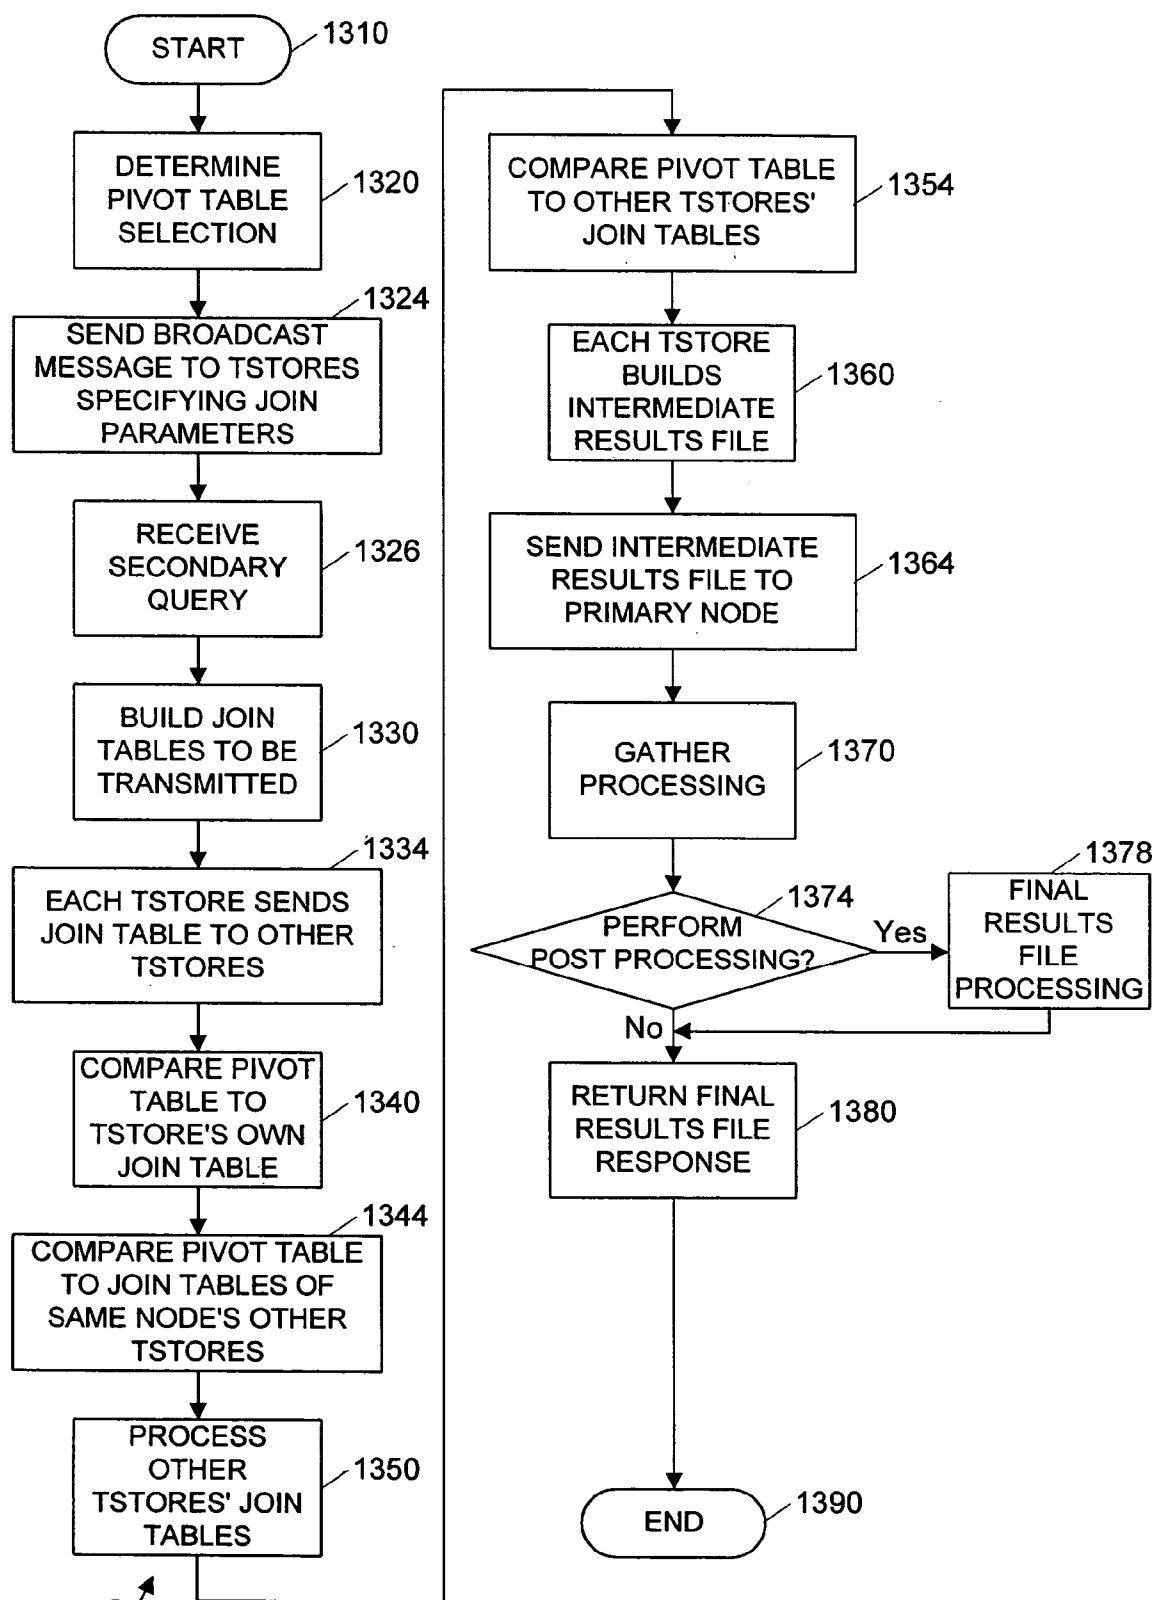 START
1310
DETERMINE
PIVOT TABLE
SELECTION
1320
1324
SEND BROADCAST
MESSAGE TO TSTORES
SPECIFYING JOIN
PARAMETERS
RECEIVE
SECONDARY
QUERY
1326
BUILD JOIN
TABLES TO BE
TRANSMITTED
1330
1334
EACH TSTORE SENDS
JOIN TABLE TO OTHER
TSTORES
COMPARE PIVOT
TABLE TO
TSTORE'S OWN
JOIN TABLE
1340
1344
COMPARE PIVOT TABLE
TO JOIN TABLES OF
SAME NODE'S OTHER
TSTORES
PROCESS
OTHER
TSTORES' JOIN
TABLES
1350
COMPARE PIVOT TABLE
TO OTHER TSTORES'
JOIN TABLES
1354
EACH TSTORE
BUILDS
INTERMEDIATE
RESULTS FILE
1360
SEND INTERMEDIATE
RESULTS FILE TO
PRIMARY NODE
1364
GATHER
PROCESSING
1370
1374
PERFORM
POST PROCESSING?
Yes
1378
FINAL
RESULTS
FILE
PROCESSING
No
RETURN FINAL
RESULTS FILE
RESPONSE
1380
END
1390